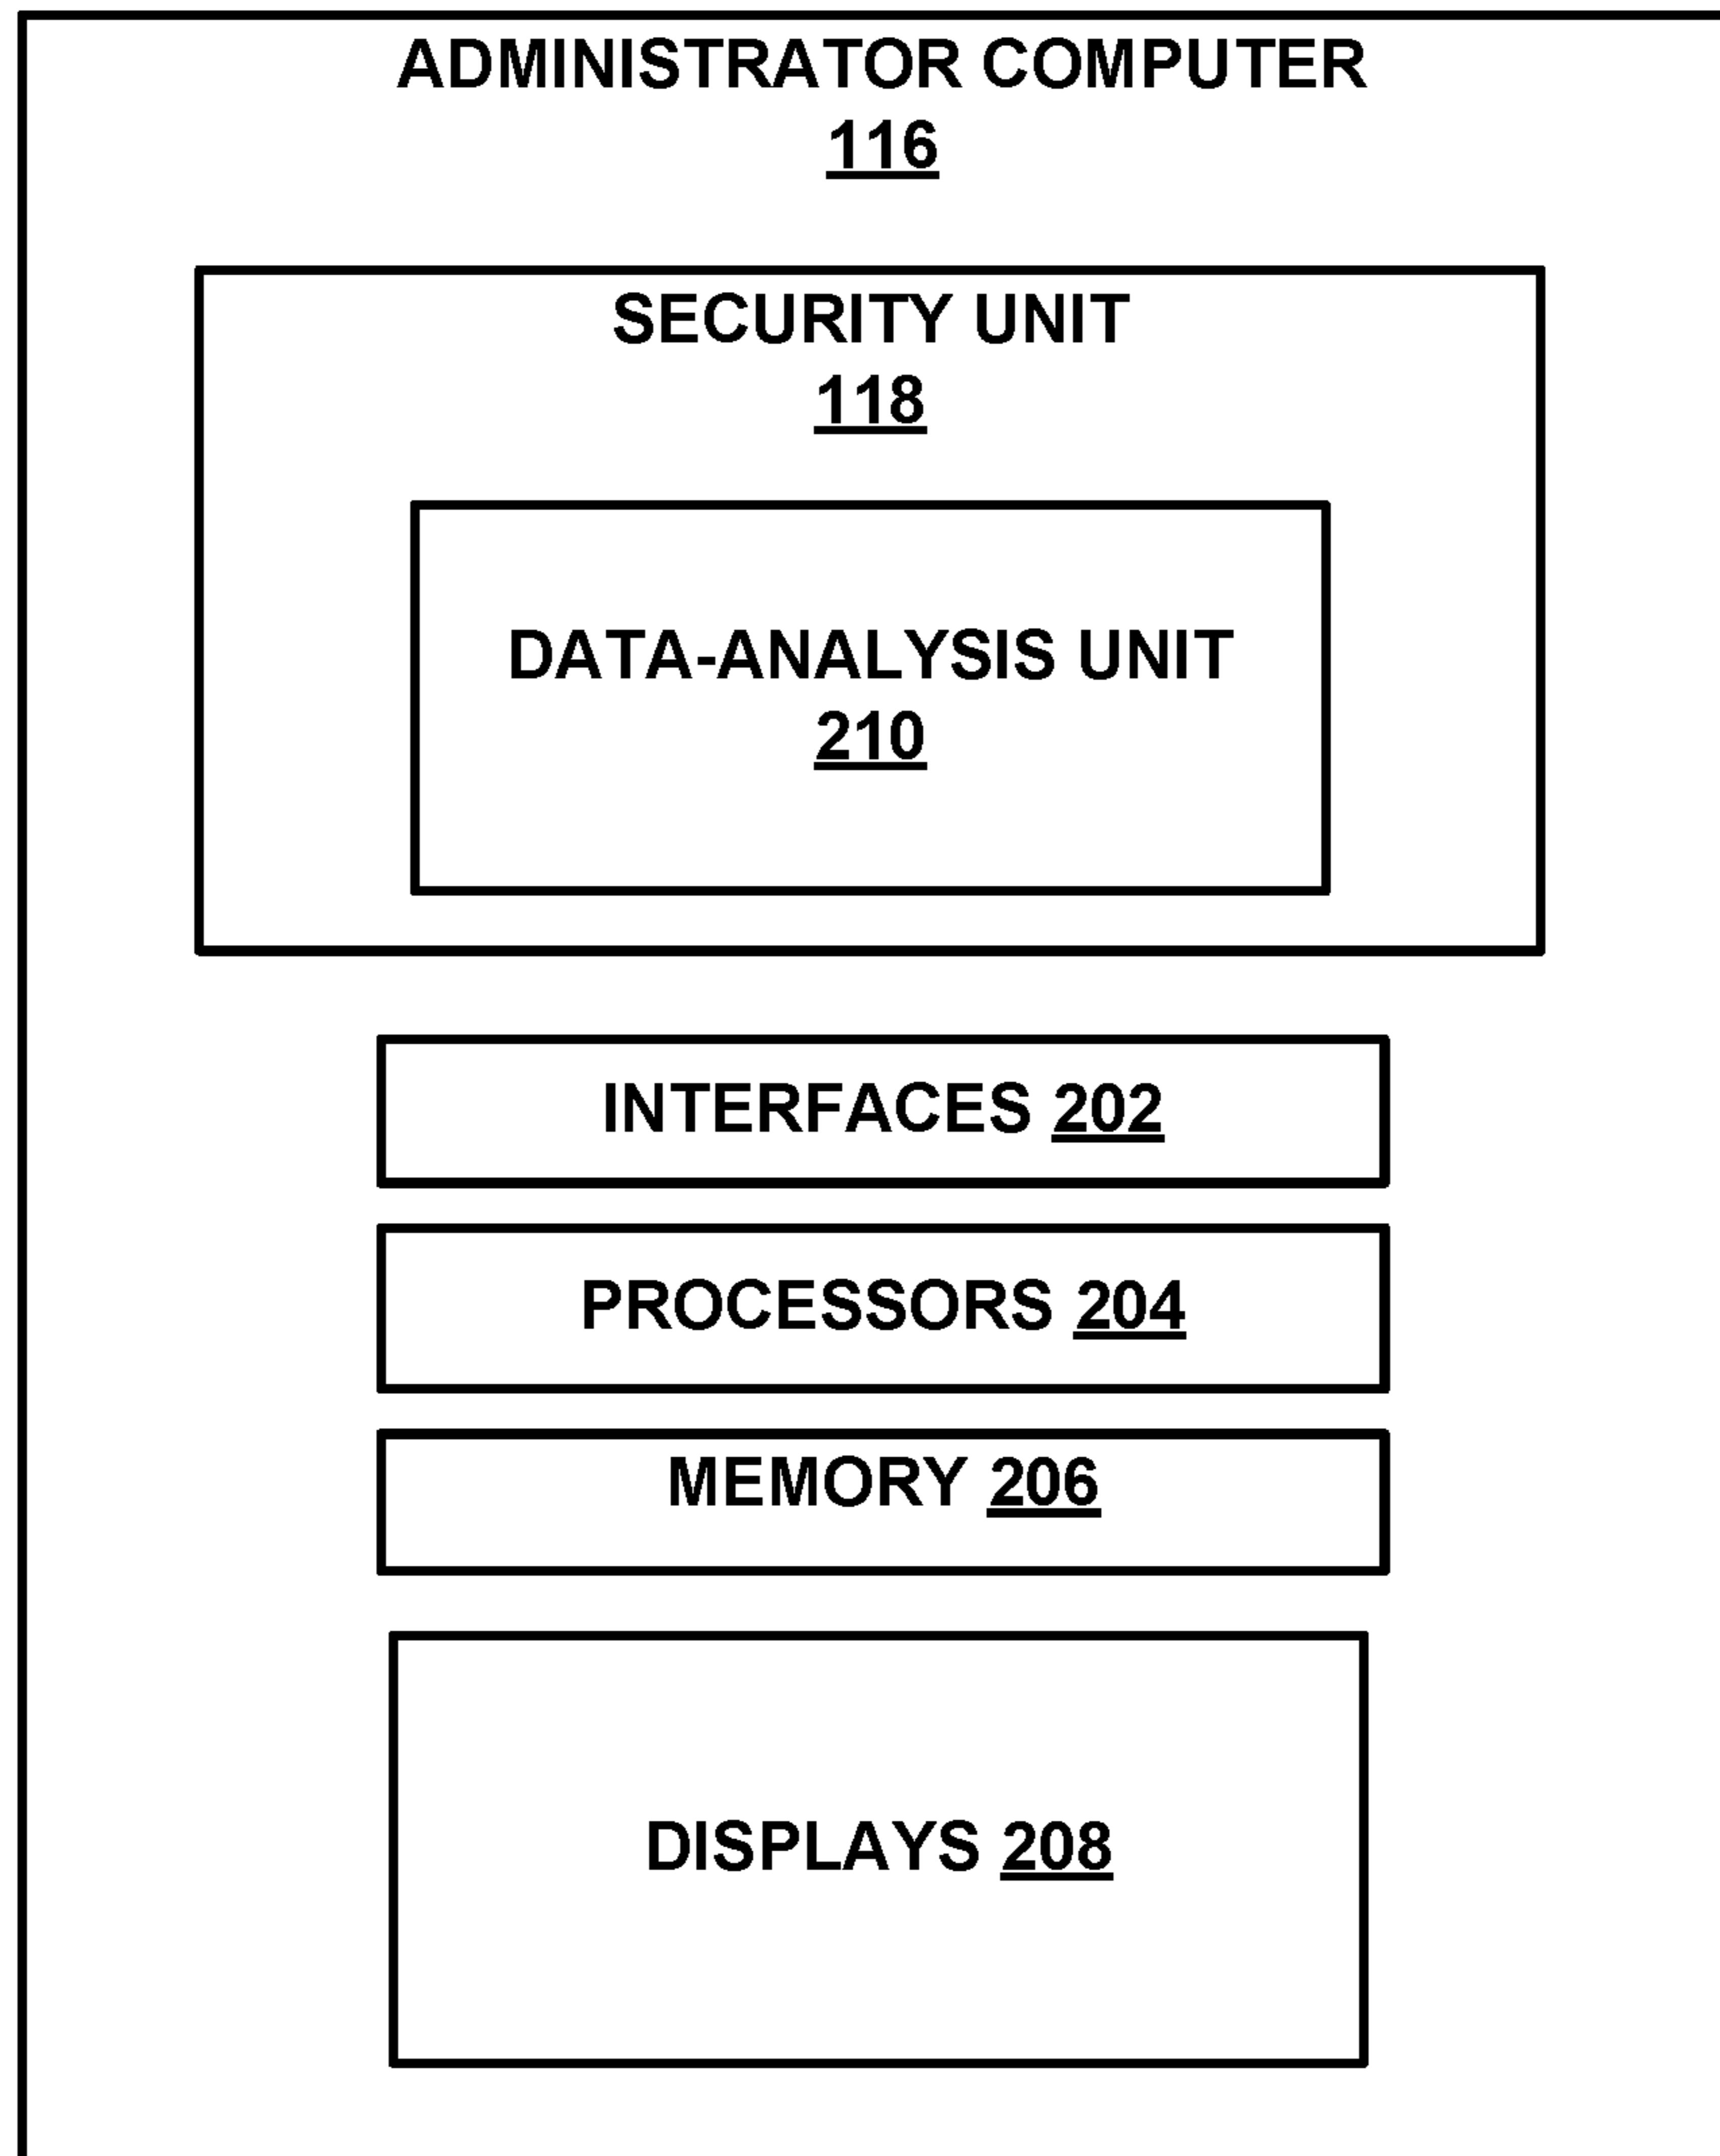 ADMINISTRATOR COMPUTER
116
SECURITY UNIT
118
DATA-ANALYSIS UNIT
210
INTERFACES 202
PROCESSORS 204
MEMORY 206
DISPLAYS 208